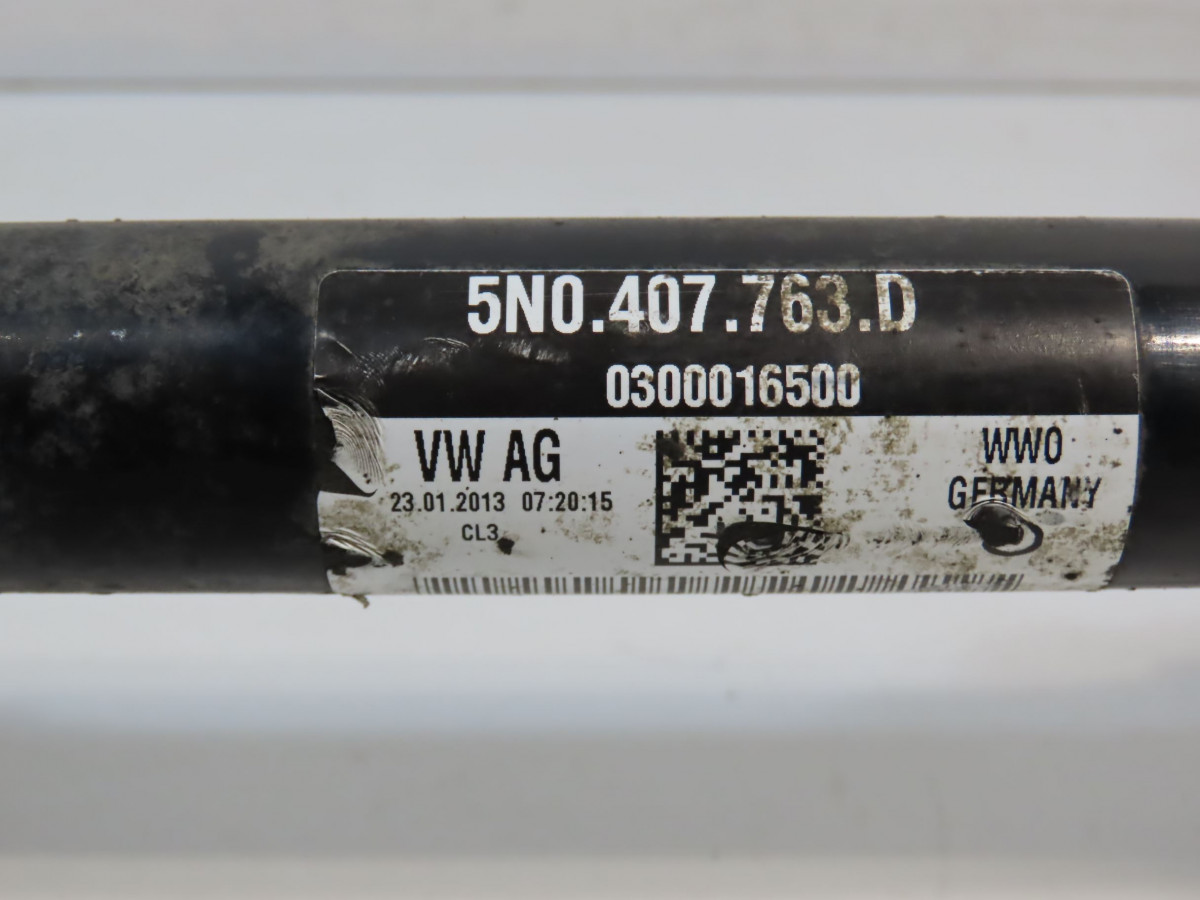 5N0.407.763.D
0300016500
VW AG
23.01.2013 07:20:15
CL3
WWO
GERMANY